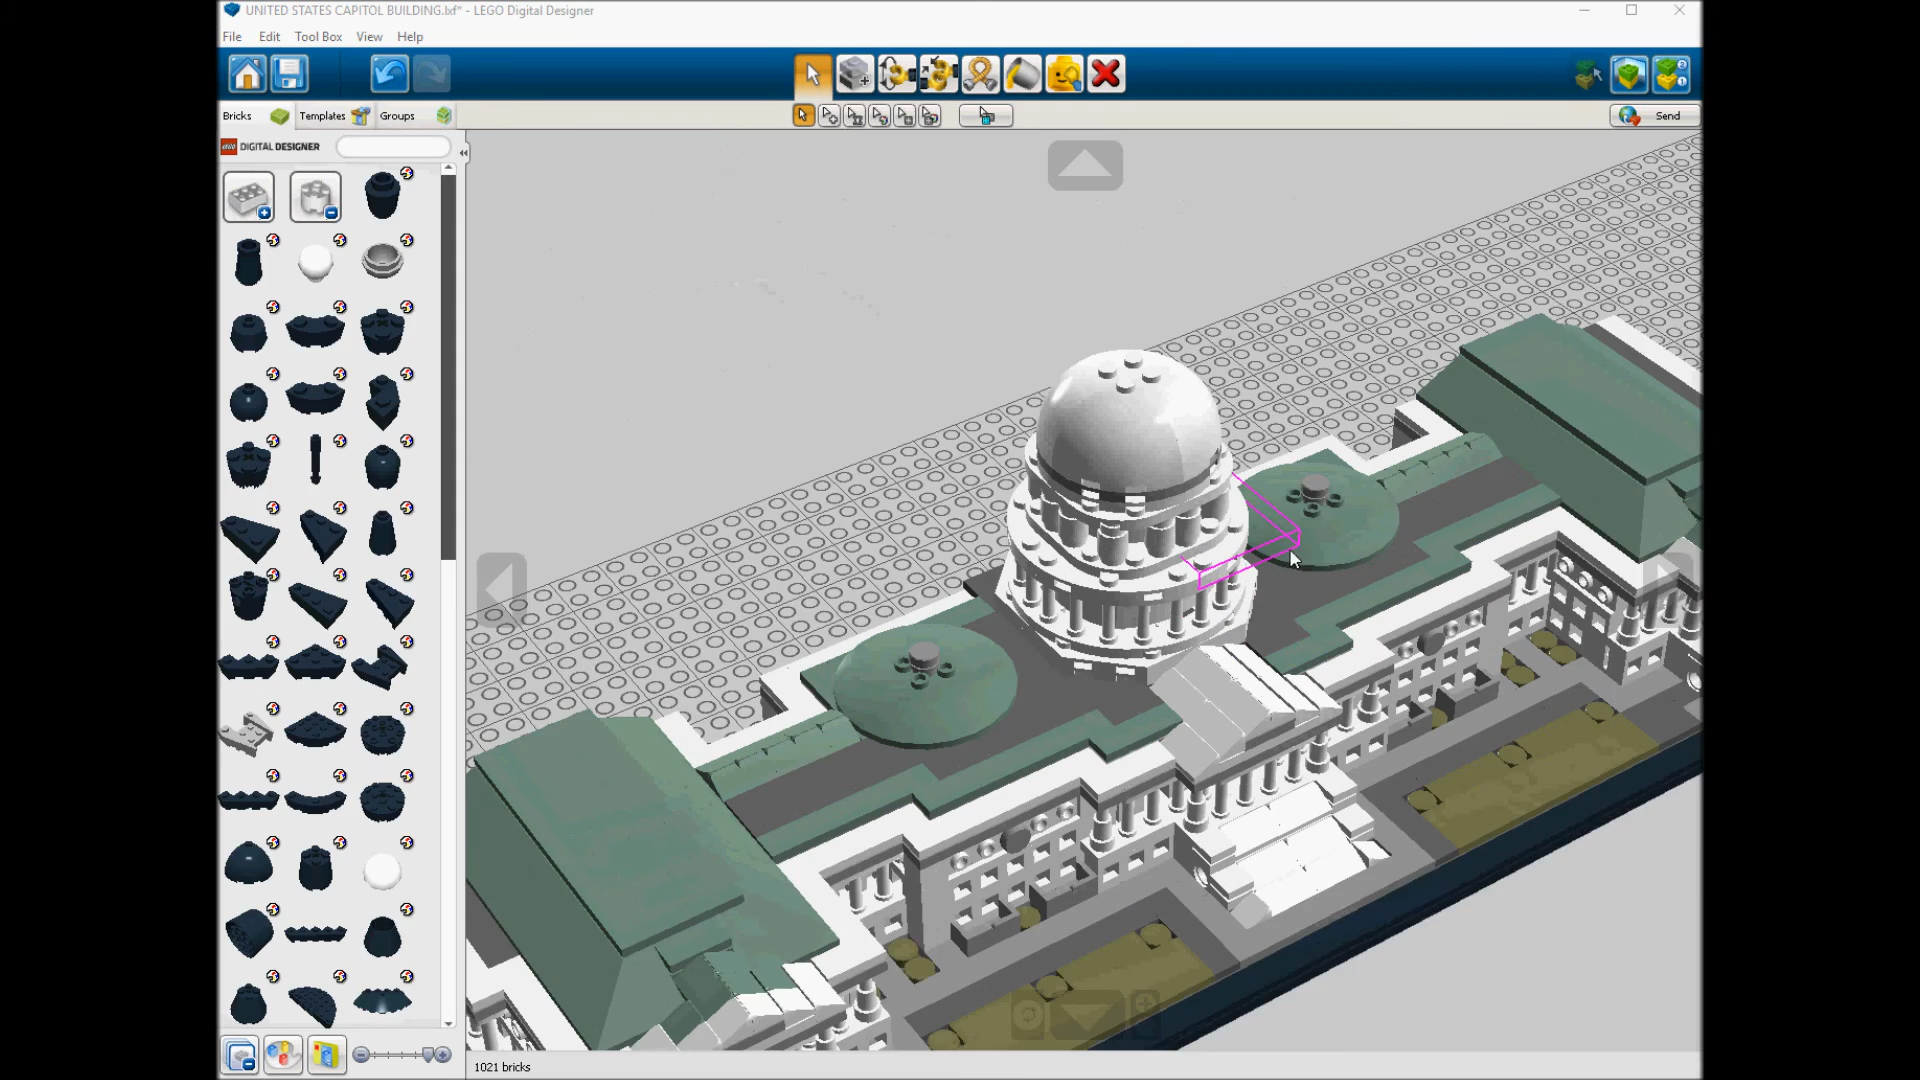 UNITED STATES CAPITOL BUILDING.lxf* - LEGO Digital Designer
File Edit Tool Box View Help
Bricks Templates Groups
Send
LEGO DIGITAL DESIGNER
1021 bricks